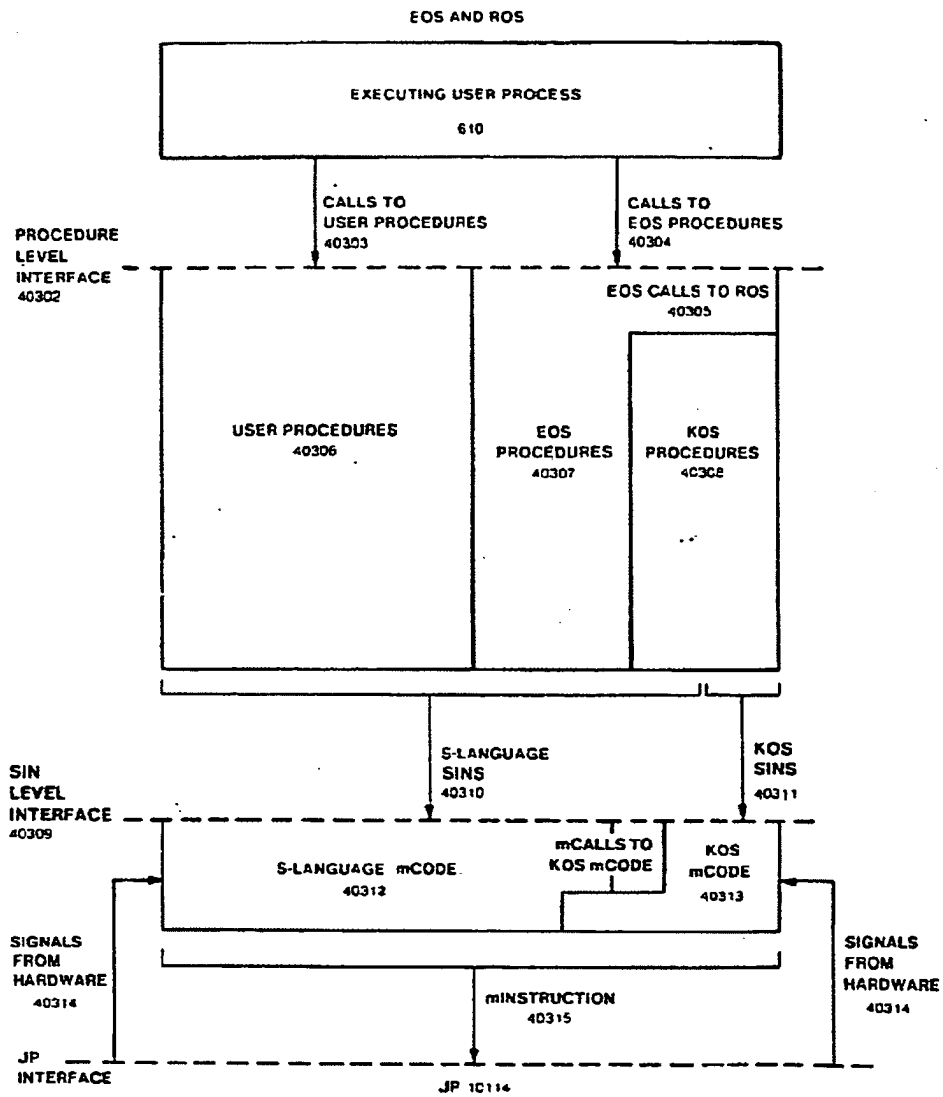 EOS AND ROS
EXECUTING USER PROCESS
610
CALLS TO
USER PROCEDURES
40303
CALLS TO
EOS PROCEDURES
40304
PROCEDURE
LEVEL
INTERFACE
40302
EOS CALLS TO ROS
40305
USER PROCEDURES
40306
EOS
PROCEDURES
40307
KOS
PROCEDURES
40308
S-LANGUAGE
SINS
40310
KOS
SINS
40311
SIN
LEVEL
INTERFACE
40309
S-LANGUAGE mCODE
40312
mCALLS TO
KOS mCODE
KOS
mCODE
40313
SIGNALS
FROM
HARDWARE
40314
mINSTRUCTION
40315
SIGNALS
FROM
HARDWARE
40314
JP
INTERFACE
JP 10114